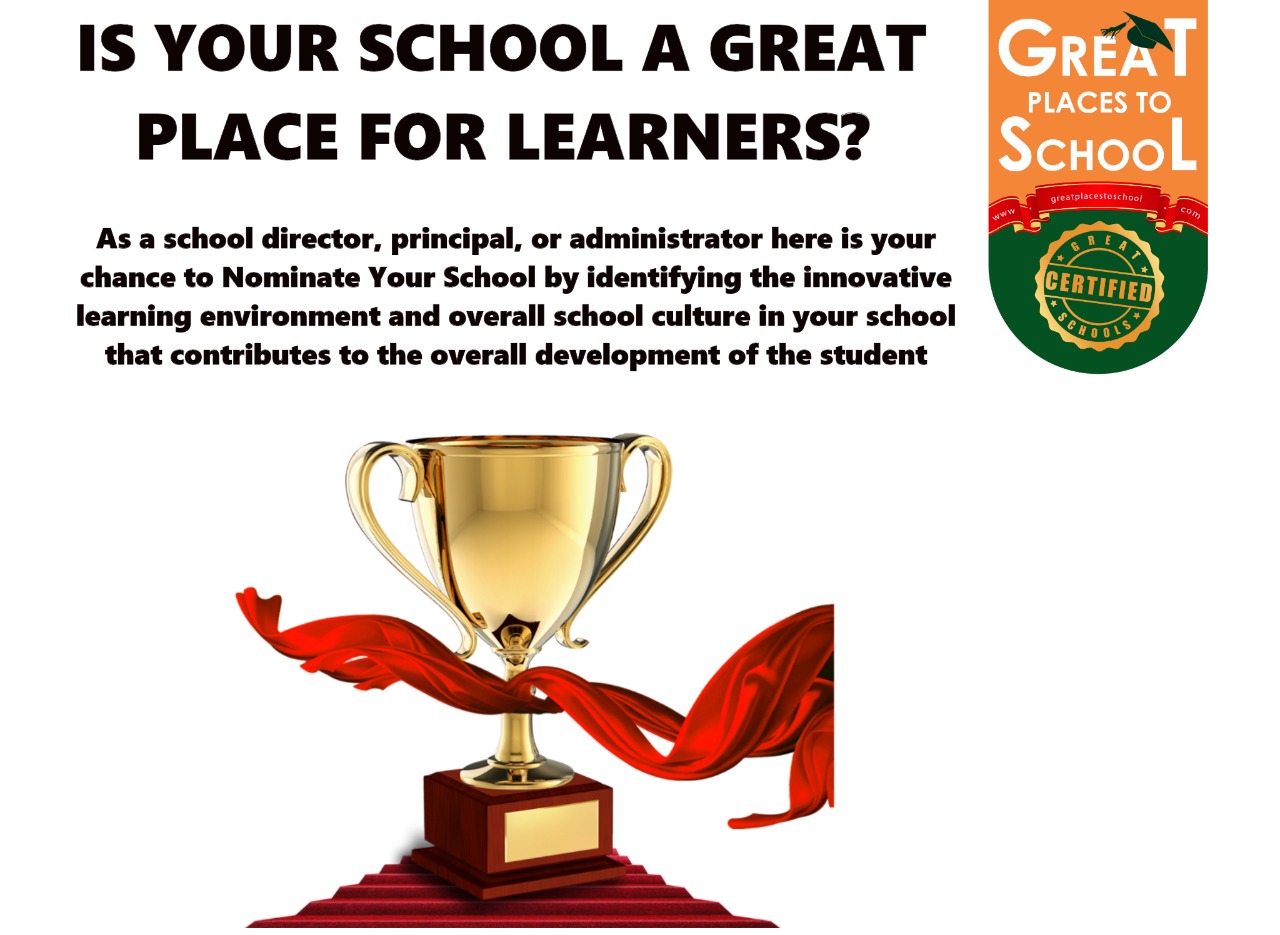 IS YOUR SCHOOL A GREAT
PLACE FOR LEARNERS?
As a school director, principal, or administrator here is your
chance to Nominate Your School by identifying the innovative
learning environment and overall school culture in your school
that contributes to the overall development of the student
GREAT
PLACES TO
SCHOOL
www greatplacestoschool com
GREAT
CERTIFIED
SCHOOLS